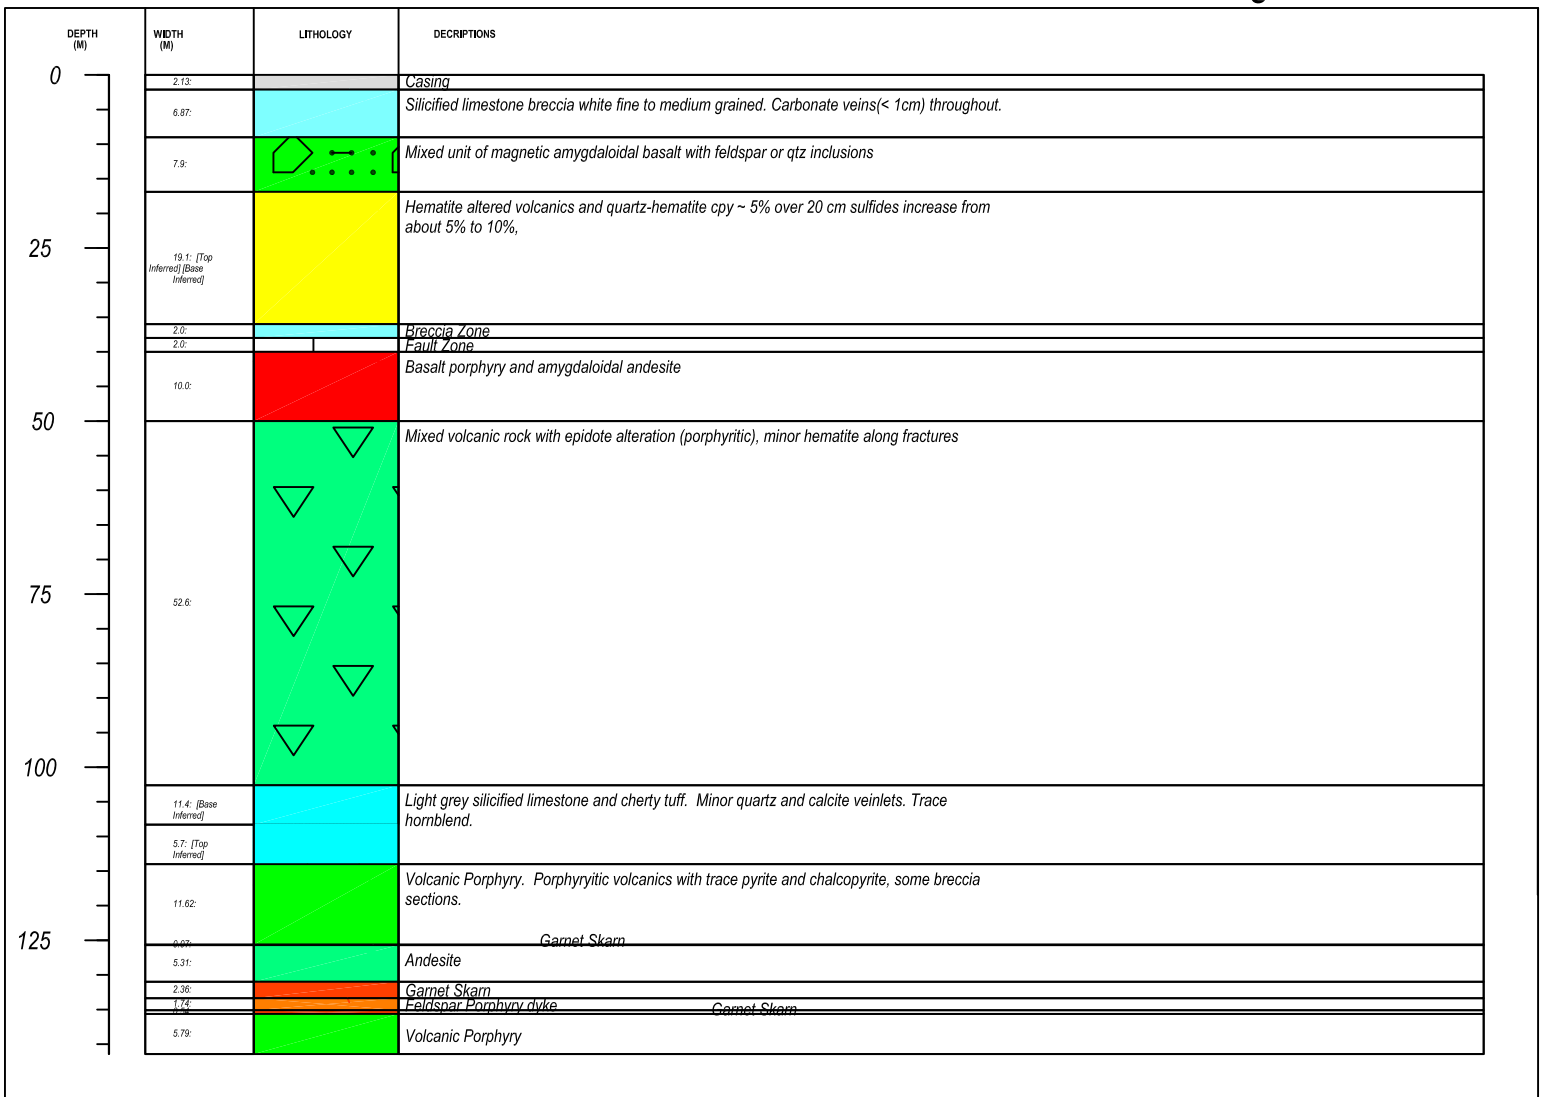 DEPTH
(M)
WIDTH
(M)
LITHOLOGY
DECRIPTIONS
0
2.13:
Casing
6.87:
Silicified limestone breccia white fine to medium grained. Carbonate veins(< 1cm) throughout.
7.9:
Mixed unit of magnetic amygdaloidal basalt with feldspar or qtz inclusions
Hematite altered volcanics and quartz-hematite cpy ~ 5% over 20 cm sulfides increase from
about 5% to 10%,
25
19.1: [Top
Inferred] [Base
Inferred]
2.0:
Breccia Zone
2.0:
Fault Zone
10.0:
Basalt porphyry and amygdaloidal andesite
50
Mixed volcanic rock with epidote alteration (porphyritic), minor hematite along fractures
75
52.6:
100
11.4: [Base
Inferred]
Light grey silicified limestone and cherty tuff. Minor quartz and calcite veinlets. Trace
hornblend.
5.7: [Top
Inferred]
Volcanic Porphyry. Porphyryitic volcanics with trace pyrite and chalcopyrite, some breccia
sections.
11.62:
125
0.07:
Garnet Skarn
5.31:
Andesite
2.36:
Garnet Skarn
1.74:
Feldspar Porphyry dyke
Garnet Skarn
5.79:
Volcanic Porphyry